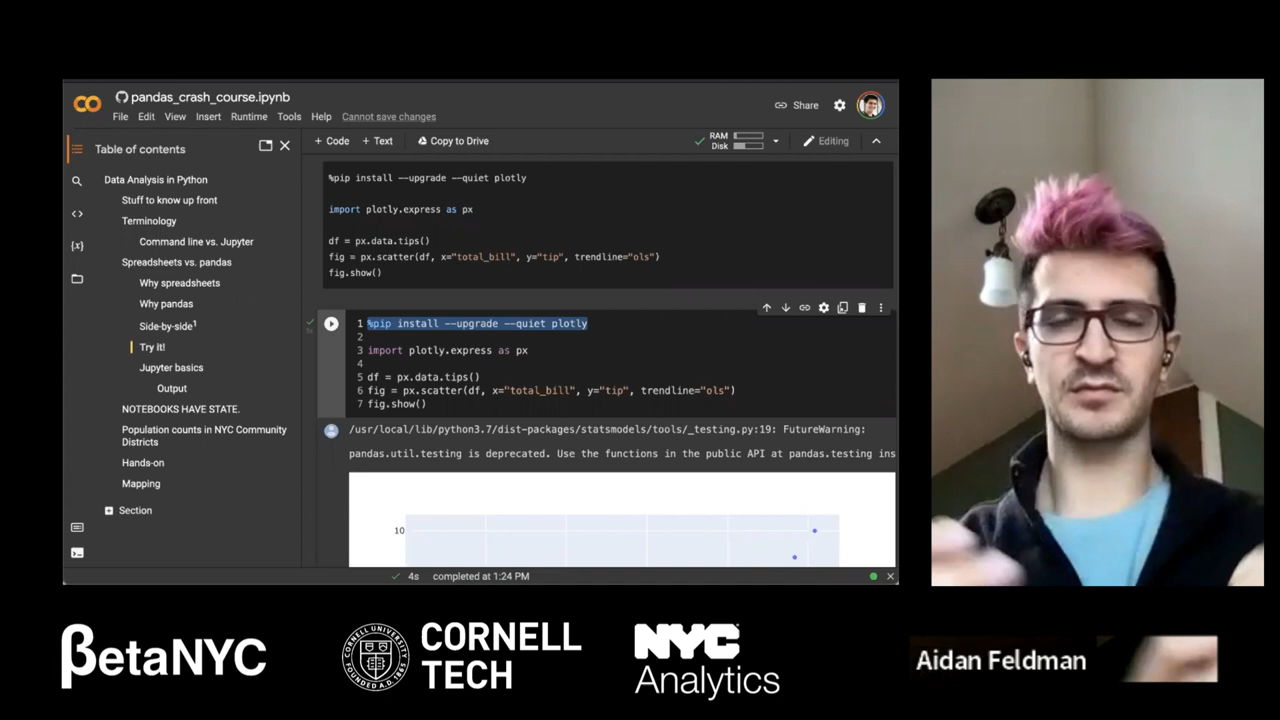 pandas_crash_course.ipynb
File Edit View Insert Runtime Tools Help Cannot save changes
Share
+ Code + Text Copy to Drive
RAM
Disk
Editing
Table of contents
Data Analysis in Python
Stuff to know up front
Terminology
Command line vs. Jupyter
Spreadsheets vs. pandas
Why spreadsheets
Why pandas
Side-by-side1
Try it!
Jupyter basics
Output
NOTEBOOKS HAVE STATE.
Population counts in NYC Community
Districts
Hands-on
Mapping
+ Section
%pip install --upgrade --quiet plotly
import plotly.express as px
df = px.data.tips()
fig = px.scatter(df, x="total_bill", y="tip", trendline="ols")
fig.show()
1 %pip install --upgrade --quiet plotly
2
3 import plotly.express as px
4
5 df = px.data.tips()
6 fig = px.scatter(df, x="total_bill", y="tip", trendline="ols")
7 fig.show()
/usr/local/lib/python3.7/dist-packages/statsmodels/tools/_testing.py:19: FutureWarning:
pandas.util.testing is deprecated. Use the functions in the public API at pandas.testing ins
10
4s completed at 1:24 PM
βetaNYC
CORNELL
TECH
NYC
Analytics
Aidan Feldman